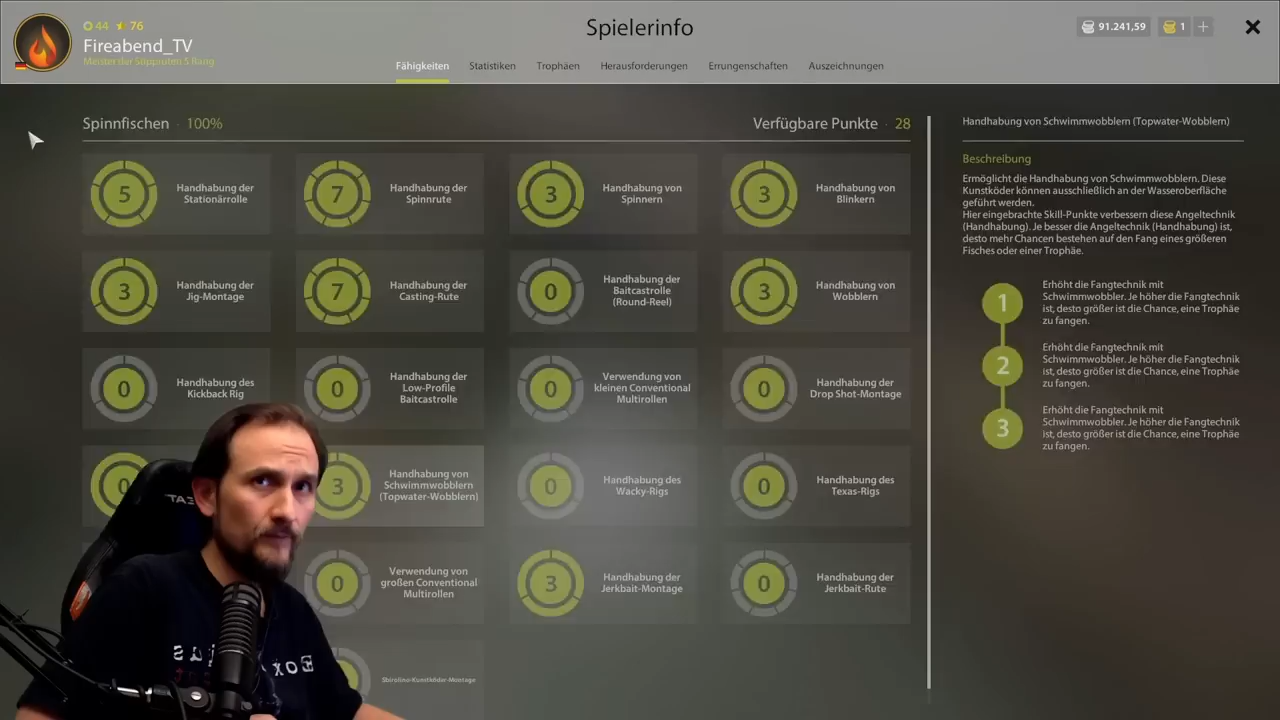 44 76
Fireabend_TV
Spielerinfo
91.241,59
1
Fähigkeiten
Statistiken
Trophäen
Herausforderungen
Errungenschaften
Auszeichnungen
Spinnfischen · 100%
Verfügbare Punkte · 28
5
Handhabung der
Stationärrolle
7
Handhabung der
Spinnrute
3
Handhabung von
Spinnern
3
Handhabung von
Blinkern
3
Handhabung der
Jig-Montage
7
Handhabung der
Casting-Rute
0
Handhabung der
Baitcastrolle
(Round-Reel)
3
Handhabung von
Wobblern
0
Handhabung des
Kickback Rig
0
Handhabung der
Low-Profile
Baitcastrolle
0
Verwendung von
kleinen Conventional
Multirollen
0
Handhabung der
Drop Shot-Montage
0
3
Handhabung von
Schwimmwobblern
(Topwater-Wobblern)
0
Handhabung des
Wacky-Rigs
0
Handhabung des
Texas-Rigs
0
Verwendung von
großen Conventional
Multirollen
3
Handhabung der
Jerkbait-Montage
0
Handhabung der
Jerkbait-Rute
Sbirolino-Kunstköder-Montage
Handhabung von Schwimmwobblern (Topwater-Wobblern)
Beschreibung
Ermöglicht die Handhabung von Schwimmwobblern. Diese
Kunstköder können ausschließlich an der Wasseroberfläche
geführt werden.
Hier eingebrachte Skill-Punkte verbessern diese Angeltechnik
(Handhabung). Je besser die Angeltechnik (Handhabung) ist,
desto mehr Chancen bestehen auf den Fang eines größeren
Fisches oder einer Trophäe.
1
Erhöht die Fangtechnik mit
Schwimmwobbler. Je höher die Fangtechnik
ist, desto größer ist die Chance, eine Trophäe
zu fangen.
2
Erhöht die Fangtechnik mit
Schwimmwobbler. Je höher die Fangtechnik
ist, desto größer ist die Chance, eine Trophäe
zu fangen.
3
Erhöht die Fangtechnik mit
Schwimmwobbler. Je höher die Fangtechnik
ist, desto größer ist die Chance, eine Trophäe
zu fangen.